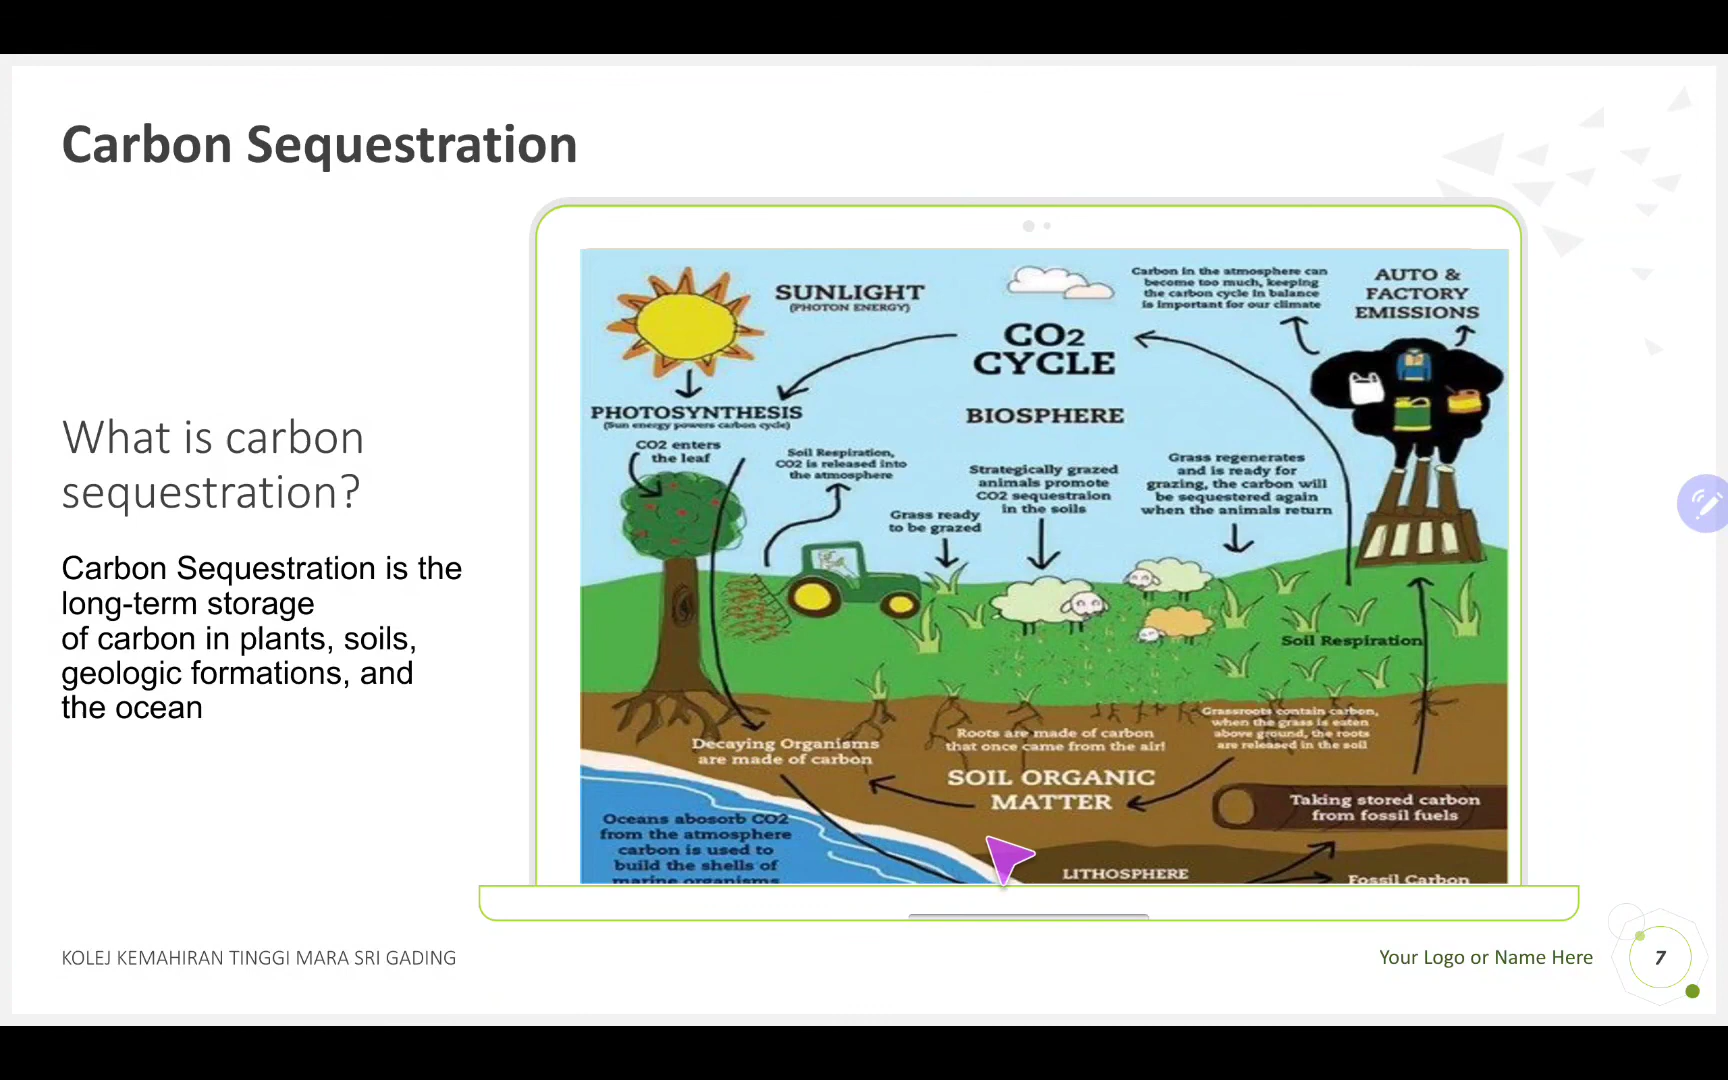 Carbon Sequestration
What is carbon
sequestration?
Carbon Sequestration is the
long-term storage
of carbon in plants, soils,
geologic formations, and
the ocean
SUNLIGHT
(PHOTON ENERGY)
Carbon in the atmosphere can
become too much, keeping
the carbon cycle in balance
is important for our climate
AUTO &
FACTORY
EMISSIONS
CO2
CYCLE
BIOSPHERE
PHOTOSYNTHESIS
(Sun energy powers carbon cycle)
CO2 enters
the leaf
Soil Respiration,
CO2 is released into
the atmosphere
Grass ready
to be grazed
Strategically grazed
animals promote
CO2 sequestraion
in the soils
Grass regenerates
and is ready for
grazing, the carbon will
be sequestered again
when the animals return
Soil Respiration
Decaying Organisms
are made of carbon
Roots are made of carbon
that once came from the air!
Grassroots contain carbon,
when the grass is eaten
above ground, the roots
are released in the soil
SOIL ORGANIC
MATTER
Taking stored carbon
from fossil fuels
Oceans abosorb CO2
from the atmosphere
carbon is used to
build the shells of
marine organisms
LITHOSPHERE
Fossil Carbon
KOLEJ KEMAHIRAN TINGGI MARA SRI GADING
Your Logo or Name Here
7